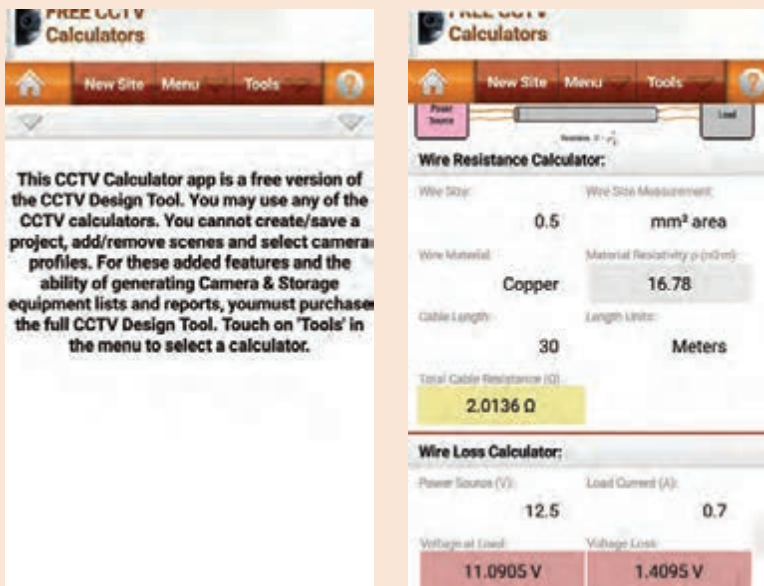 FREE CCTV
Calculators
New Site Menu Tools ?
This CCTV Calculator app is a free version of
the CCTV Design Tool. You may use any of the
CCTV calculators. You cannot create/save a
project, add/remove scenes and select camera
profiles. For these added features and the
ability of generating Camera & Storage
equipment lists and reports, youmust purchase
the full CCTV Design Tool. Touch on 'Tools' in
the menu to select a calculator.
FREE CCTV
Calculators
New Site Menu Tools ?
Power
Source
Load
Wire Resistance Calculator:
Wire Size: Wire Size Measurement:
0.5 mm² area
Wire Material: Material Resistivity ρ (nΩm):
Copper 16.78
Cable Length: Length Units:
30 Meters
Total Cable Resistance (Ω):
2.0136 Ω
Wire Loss Calculator:
Power Source (V): Load Current (A):
12.5 0.7
Voltage at Load: Voltage Loss:
11.0905 V 1.4095 V